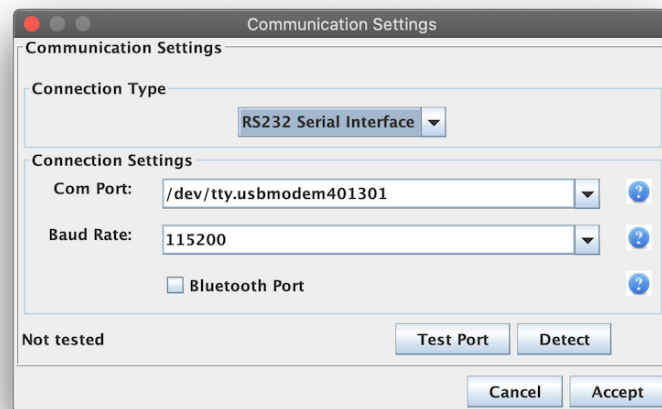 Communication Settings
Communication Settings
Connection Type
RS232 Serial Interface
Connection Settings
Com Port: /dev/tty.usbmodem401301 ?
Baud Rate: 115200 ?
Bluetooth Port ?
Not tested Test Port Detect
Cancel Accept